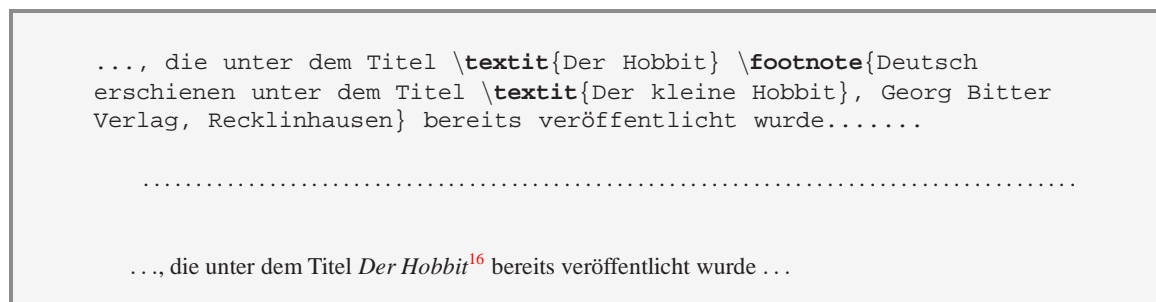 ..., die unter dem Titel \textit{Der Hobbit} \footnote{Deutsch
erschienen unter dem Titel \textit{Der kleine Hobbit}, Georg Bitter
Verlag, Recklinhausen} bereits veröffentlicht wurde.......
.........................................................................................
..., die unter dem Titel Der Hobbit16 bereits veröffentlicht wurde ...